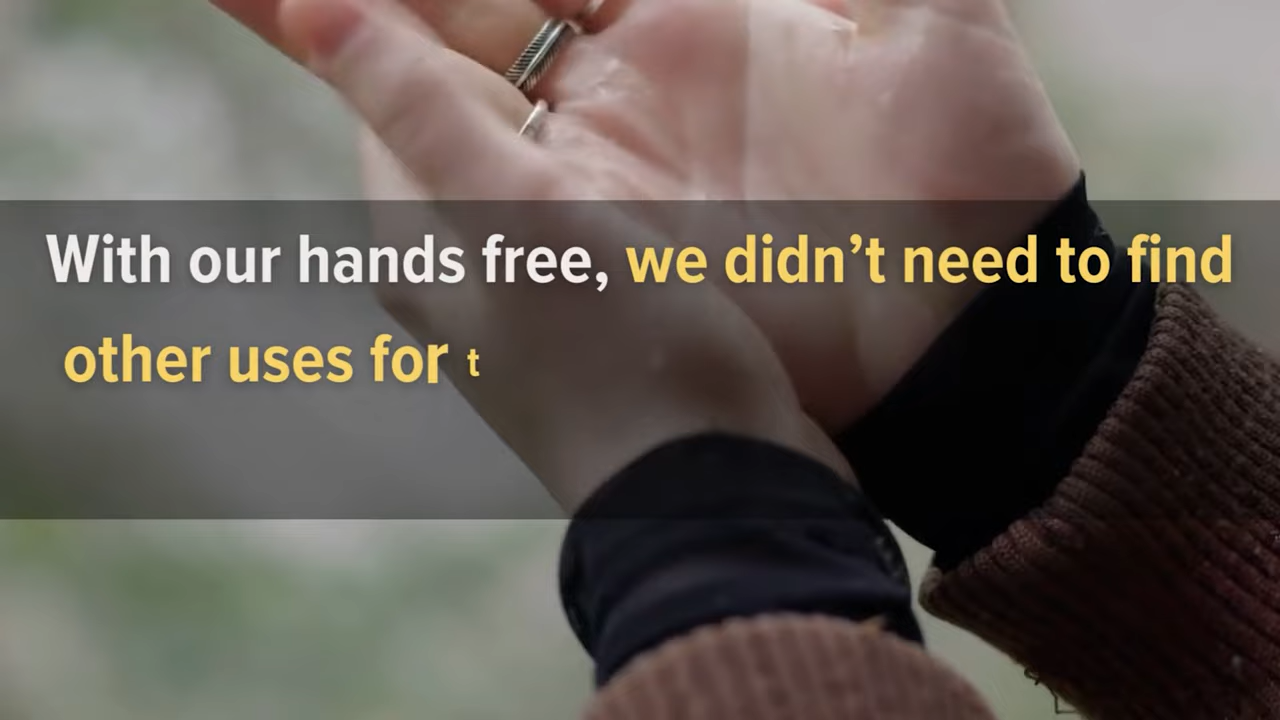 With our hands free, we didn’t need to find
other uses for t